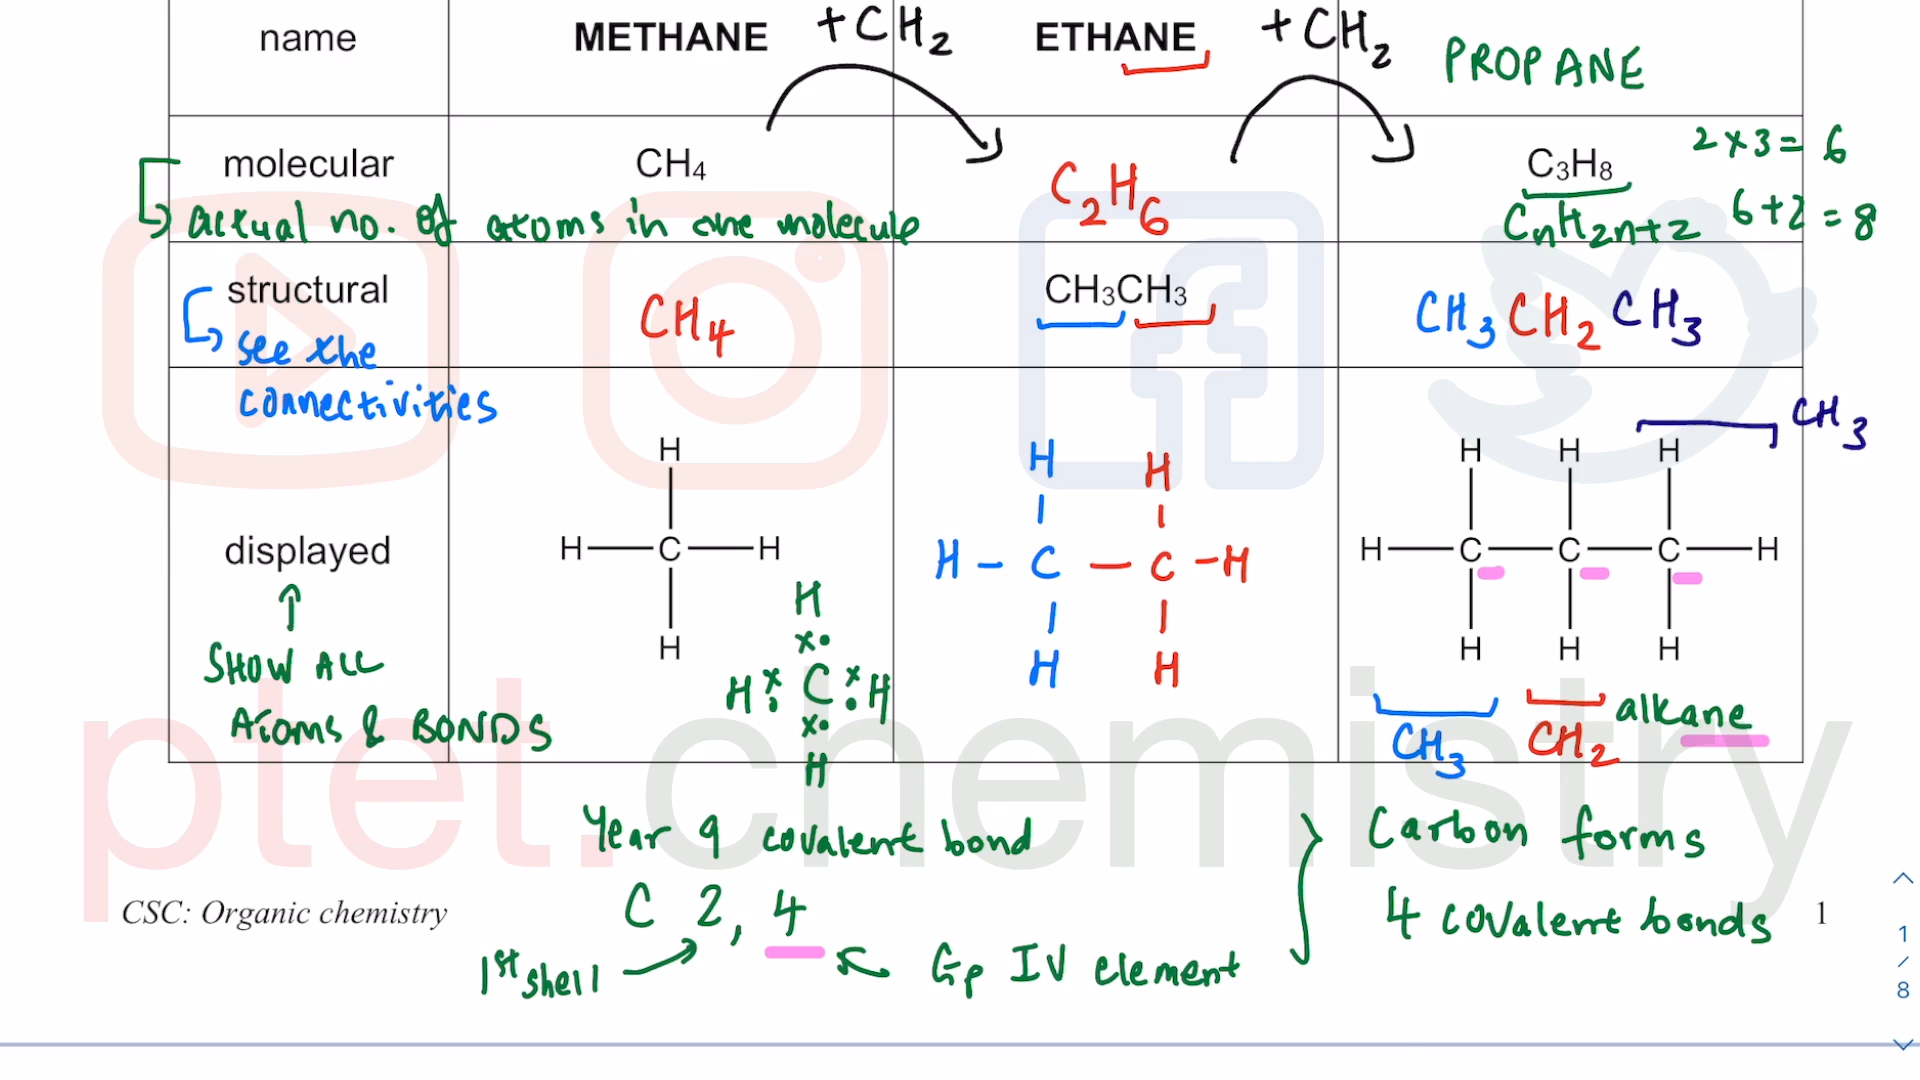 name METHANE +CH₂ ETHANE +CH₂ PROPANE
molecular CH₄ C₂H₆ C₃H₈ 2×3=6
actual no. of atoms in one molecule CnH₂n+2 6+2=8
structural CH₄ CH₃CH₃ CH₃CH₂CH₃
see the
connectivities
CH₃
H H H H H H
displayed H—C—H H-C—C-H H—C—C—C—H
H H H H H H
SHOW ALL
ATOMS & BONDS
H
x•
H x• C x• H
x•
H
alkane
CH₃ CH₂
ptet.chemistry
Year 9 covalent bond Carbon forms
C 2, 4 4 covalent bonds
1st shell Gp IV element
CSC: Organic chemistry 1
1
/
8